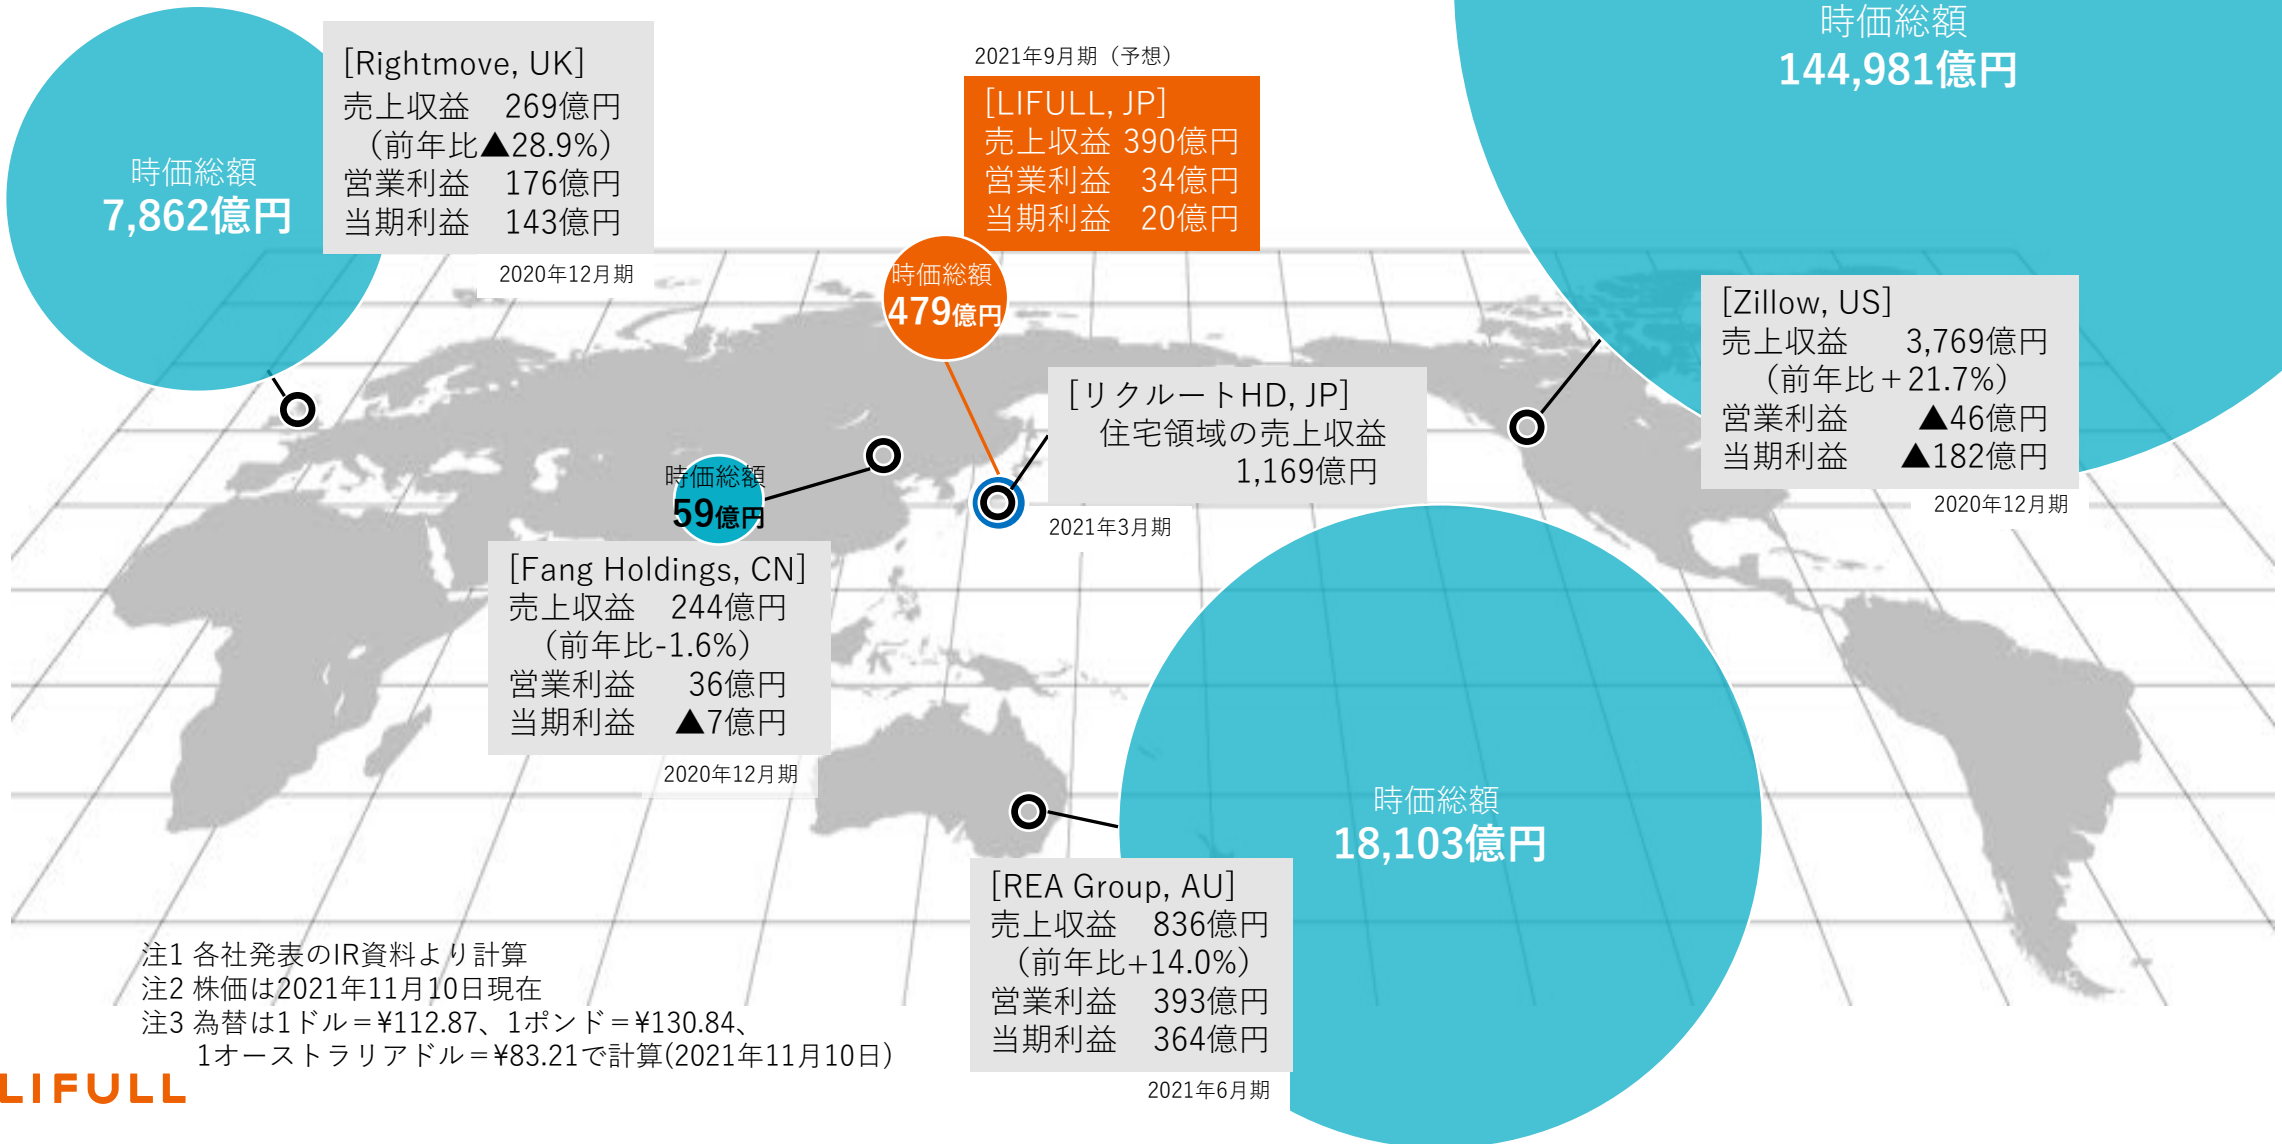 時価総額
7,862億円
[Rightmove, UK]
売上収益 269億円
(前年比▲28.9%)
営業利益 176億円
当期利益 143億円
2020年12月期
2021年9月期（予想）
[LIFULL, JP]
売上収益 390億円
営業利益 34億円
当期利益 20億円
時価総額
479億円
時価総額
144,981億円
[Zillow, US]
売上収益 3,769億円
（前年比＋21.7%）
営業利益 ▲46億円
当期利益 ▲182億円
2020年12月期
[リクルートHD, JP]
住宅領域の売上収益
1,169億円
2021年3月期
時価総額
59億円
[Fang Holdings, CN]
売上収益 244億円
（前年比-1.6%）
営業利益 36億円
当期利益 ▲7億円
2020年12月期
時価総額
18,103億円
[REA Group, AU]
売上収益 836億円
（前年比+14.0%）
営業利益 393億円
当期利益 364億円
2021年6月期
注1 各社発表のIR資料より計算
注2 株価は2021年11月10日現在
注3 為替は1ドル＝¥112.87、1ポンド＝¥130.84、
1オーストラリアドル＝¥83.21で計算(2021年11月10日)
LIFULL